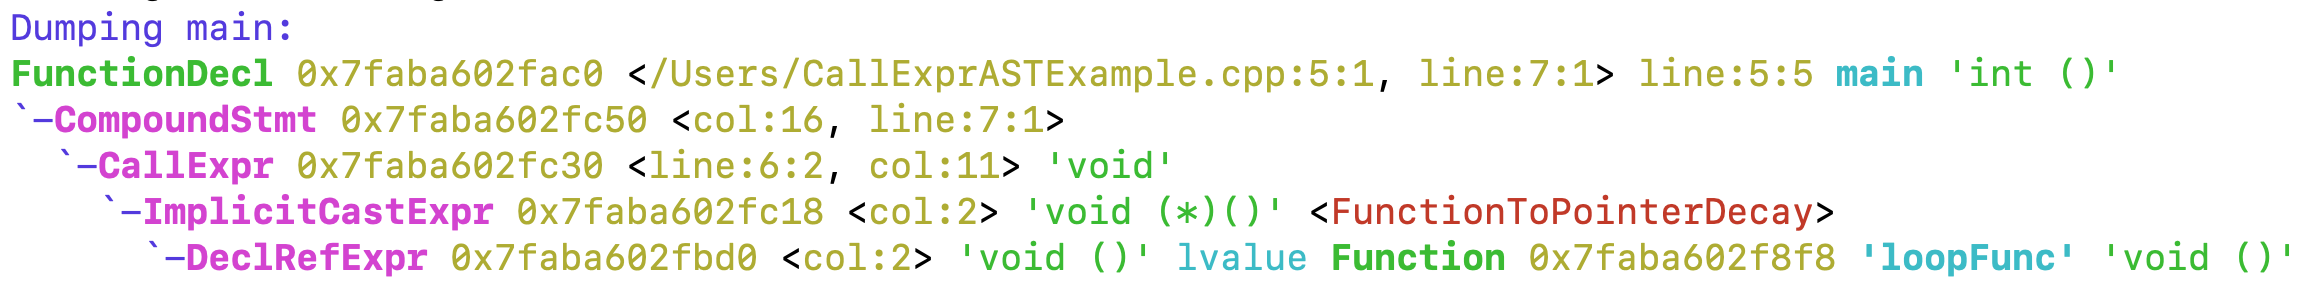 Dumping main:
FunctionDecl 0x7faba602fac0 </Users/CallExprASTExample.cpp:5:1, line:7:1> line:5:5 main 'int ()'
`-CompoundStmt 0x7faba602fc50 <col:16, line:7:1>
  `-CallExpr 0x7faba602fc30 <line:6:2, col:11> 'void'
    `-ImplicitCastExpr 0x7faba602fc18 <col:2> 'void (*)()' <FunctionToPointerDecay>
      `-DeclRefExpr 0x7faba602fbd0 <col:2> 'void ()' lvalue Function 0x7faba602f8f8 'loopFunc' 'void ()'